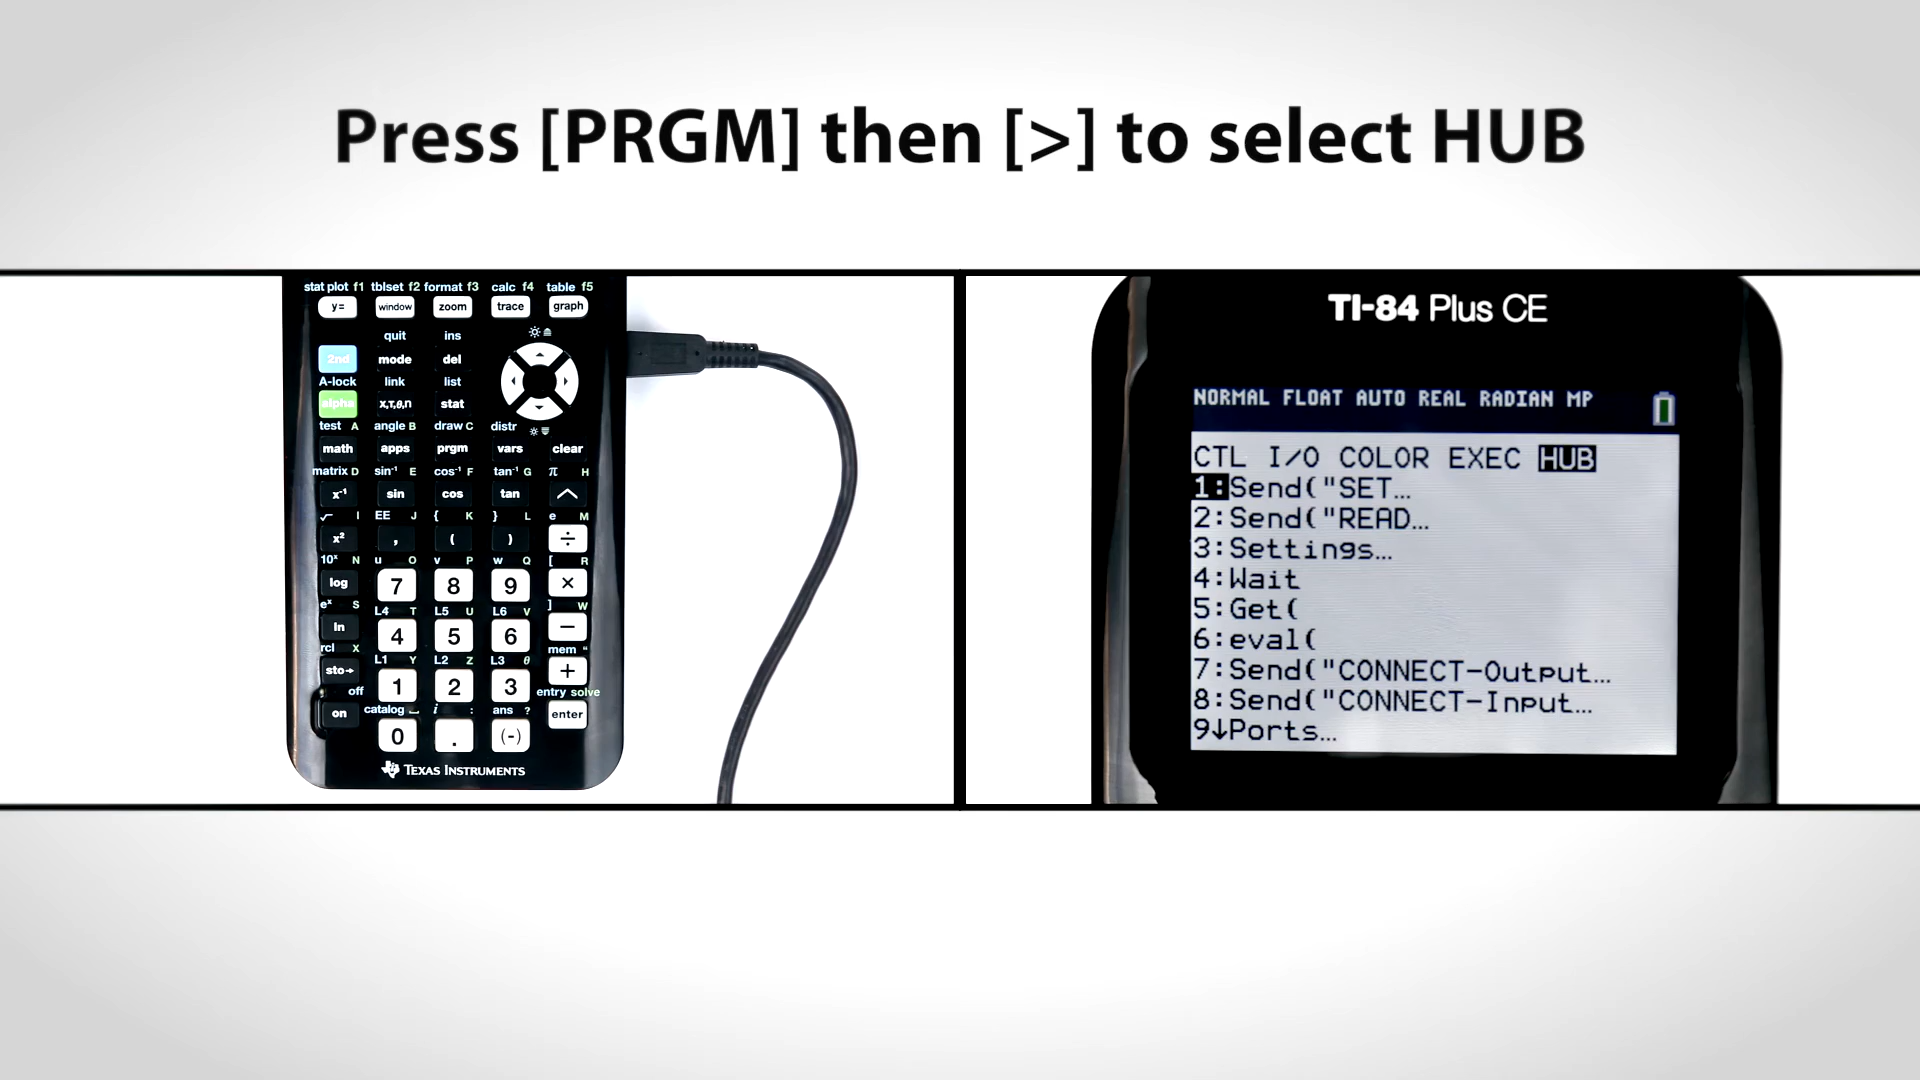 Press [PRGM] then [>] to select HUB
stat plot f1 tblset f2 format f3 calc f4 table f5
y= window zoom trace graph
quit ins
2nd mode del
A-lock link list
alpha X,T,θ,n stat
test A angle B draw C distr
math apps prgm vars clear
matrix D sin⁻¹ E cos⁻¹ F tan⁻¹ G π H
x⁻¹ sin cos tan ^
√ I EE J { K } L e M
x² , ( ) ÷
10ˣ N u O v P w Q [ R
log 7 8 9 ×
eˣ S L4 T L5 U L6 V ] W
ln 4 5 6 −
rcl X L1 Y L2 Z L3 θ mem "
sto→ 1 2 3 +
off catalog i : ans ? entry solve
on 0 . (-) enter
TEXAS INSTRUMENTS
TI-84 Plus CE
NORMAL FLOAT AUTO REAL RADIAN MP
CTL I/O COLOR EXEC HUB
1:Send("SET…
2:Send("READ…
3:Settings…
4:Wait
5:Get(
6:eval(
7:Send("CONNECT-Output…
8:Send("CONNECT-Input…
9↓Ports…